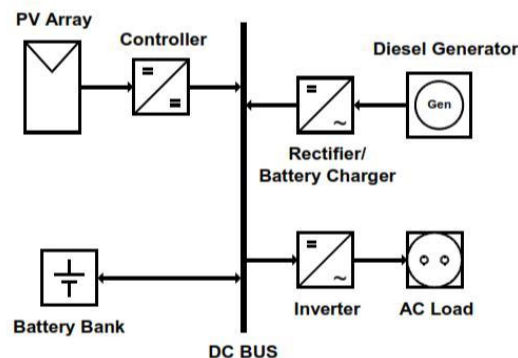 PV Array
Controller
Diesel Generator
=
=
=
~
Gen
Rectifier/
Battery Charger
=
~
Battery Bank
Inverter
AC Load
DC BUS